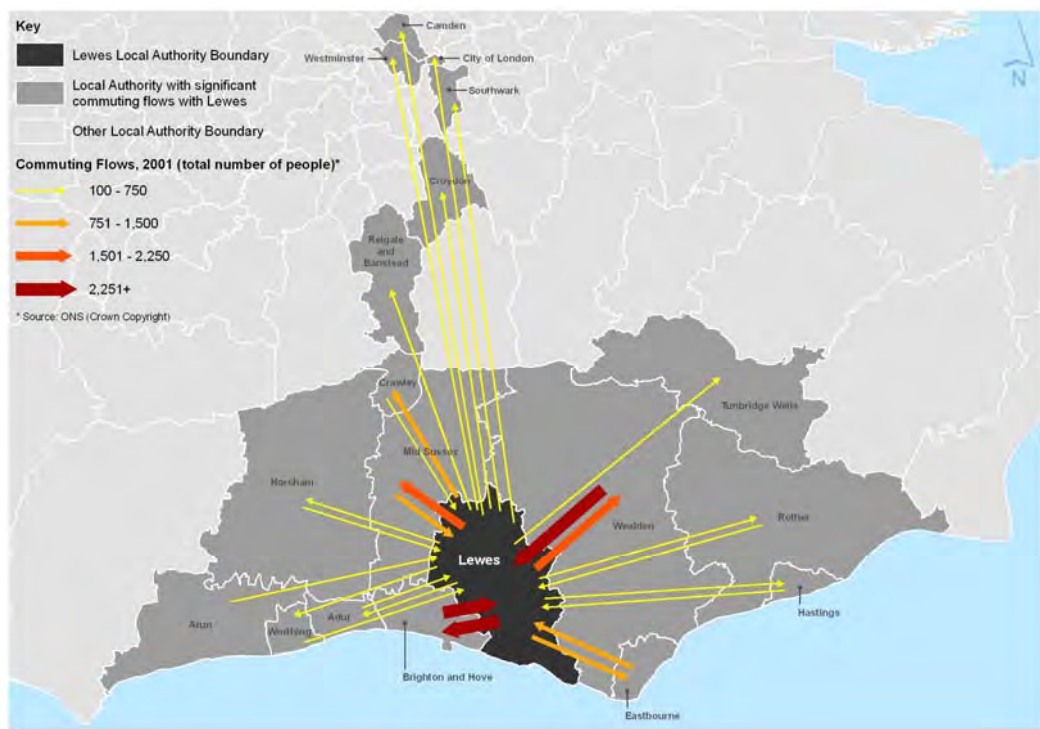 Key
Lewes Local Authority Boundary
Local Authority with significant
commuting flows with Lewes
Other Local Authority Boundary
Commuting Flows, 2001 (total number of people)*
100 - 750
751 - 1,500
1,501 - 2,250
2,251+
* Source: ONS (Crown Copyright)
Camden
Westminster
City of London
Southwark
N
Croydon
Reigate
and
Banstead
Crawley
Tunbridge Wells
Mid Sussex
Horsham
Wealden
Rother
Lewes
Hastings
Arun
Worthing
Adur
Brighton and Hove
Eastbourne